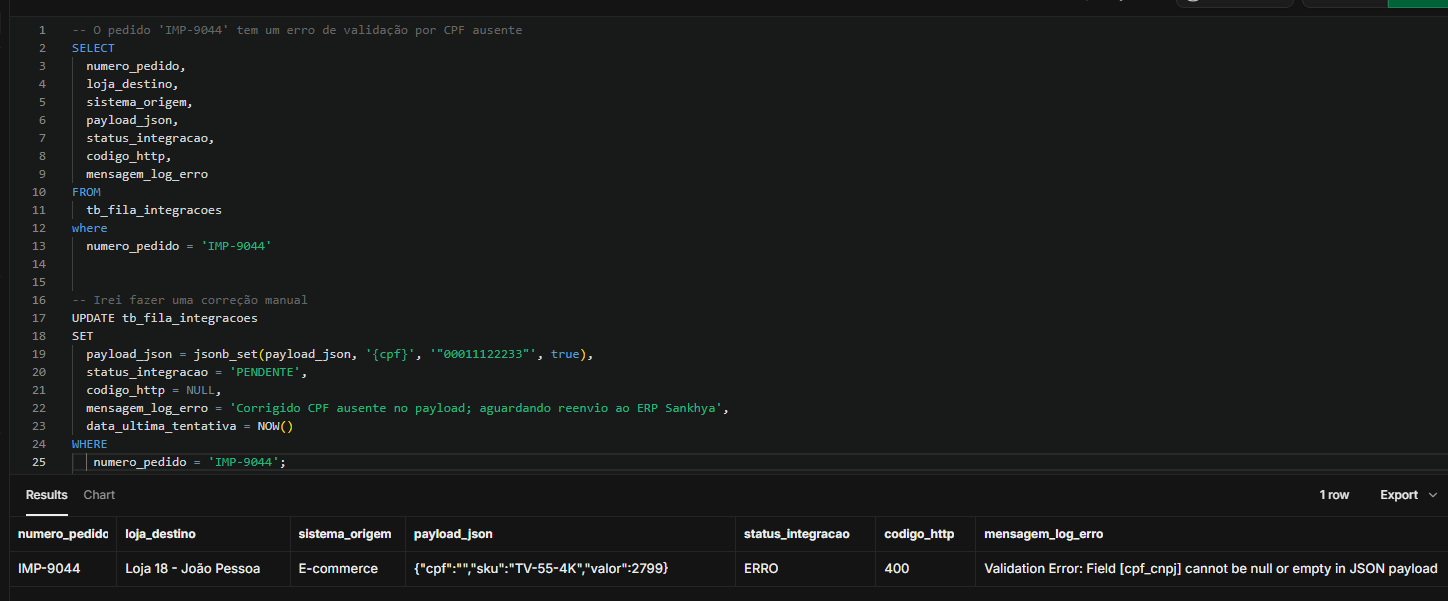 1 -- O pedido 'IMP-9044' tem um erro de validação por CPF ausente
2 SELECT
3 numero_pedido,
4 loja_destino,
5 sistema_origem,
6 payload_json,
7 status_integracao,
8 codigo_http,
9 mensagem_log_erro
10 FROM
11 tb_fila_integracoes
12 where
13 numero_pedido = 'IMP-9044'
14
15
16 -- Irei fazer uma correção manual
17 UPDATE tb_fila_integracoes
18 SET
19 payload_json = jsonb_set(payload_json, '{cpf}', '"00011122233"', true),
20 status_integracao = 'PENDENTE',
21 codigo_http = NULL,
22 mensagem_log_erro = 'Corrigido CPF ausente no payload; aguardando reenvio ao ERP Sankhya',
23 data_ultima_tentativa = NOW()
24 WHERE
25 numero_pedido = 'IMP-9044';
Results Chart 1 row Export
numero_pedido loja_destino sistema_origem payload_json status_integracao codigo_http mensagem_log_erro
IMP-9044 Loja 18 - João Pessoa E-commerce {"cpf":"","sku":"TV-55-4K","valor":2799} ERRO 400 Validation Error: Field [cpf_cnpj] cannot be null or empty in JSON payload